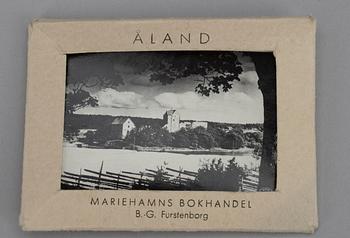 ÅLAND
MARIEHAMNS BOKHANDEL
B.-G. Furstenborg